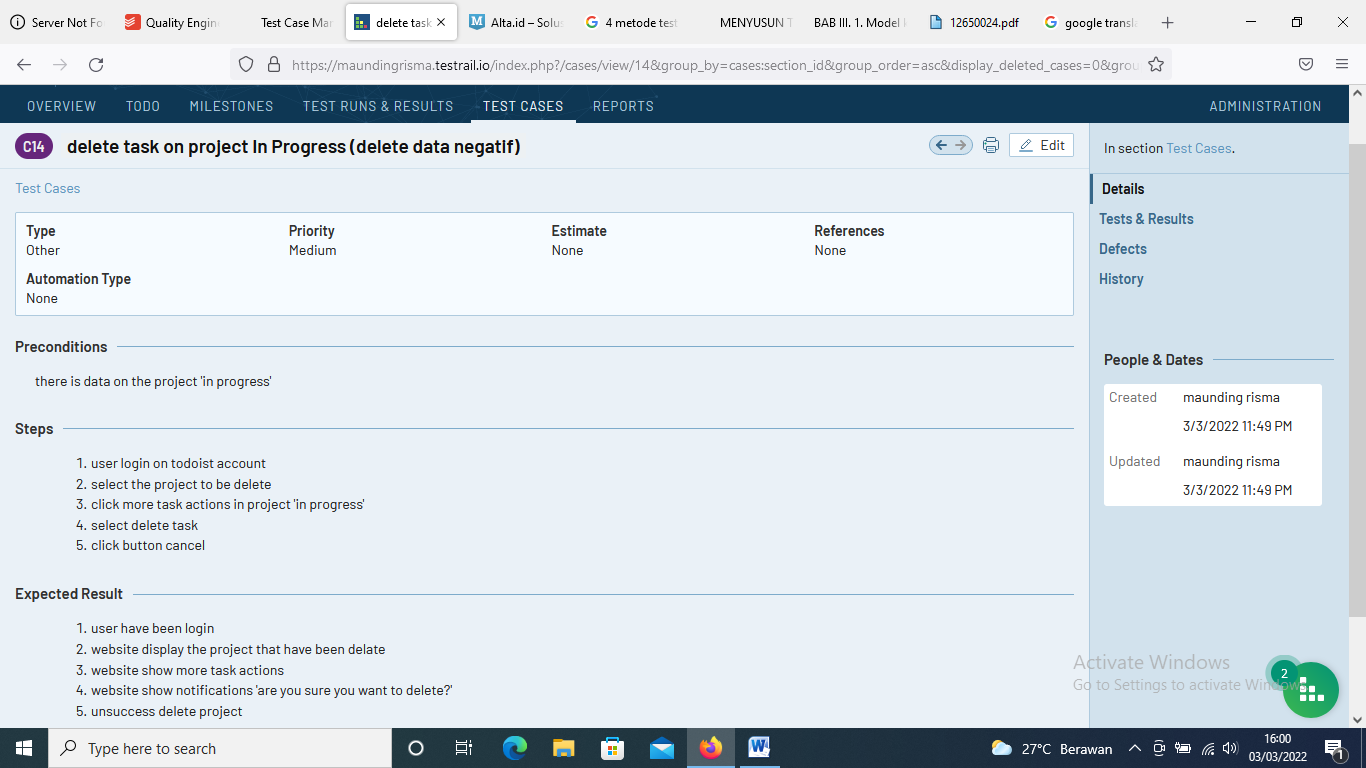 Server Not Fo
Quality Engin
Test Case Mar
delete task
Alta.id – Solus
4 metode test
MENYUSUN T
BAB III. 1. Model
12650024.pdf
google transla
https://maundingrisma.testrail.io/index.php?/cases/view/14&group_by=cases:section_id&group_order=asc&display_deleted_cases=0&grou
OVERVIEW TODO MILESTONES TEST RUNS & RESULTS TEST CASES REPORTS ADMINISTRATION
C14 delete task on project In Progress (delete data negatif)
Edit
In section Test Cases.
Test Cases
Type Priority Estimate References
Other Medium None None
Automation Type
None
Details
Tests & Results
Defects
History
Preconditions
there is data on the project 'in progress'
Steps
1. user login on todoist account
2. select the project to be delete
3. click more task actions in project 'in progress'
4. select delete task
5. click button cancel
Expected Result
1. user have been login
2. website display the project that have been delate
3. website show more task actions
4. website show notifications 'are you sure you want to delete?'
5. unsuccess delete project
People & Dates
Created maunding risma
3/3/2022 11:49 PM
Updated maunding risma
3/3/2022 11:49 PM
Activate Windows
Go to Settings to activate Windows.
2
Type here to search
27°C Berawan
16:00
03/03/2022
1